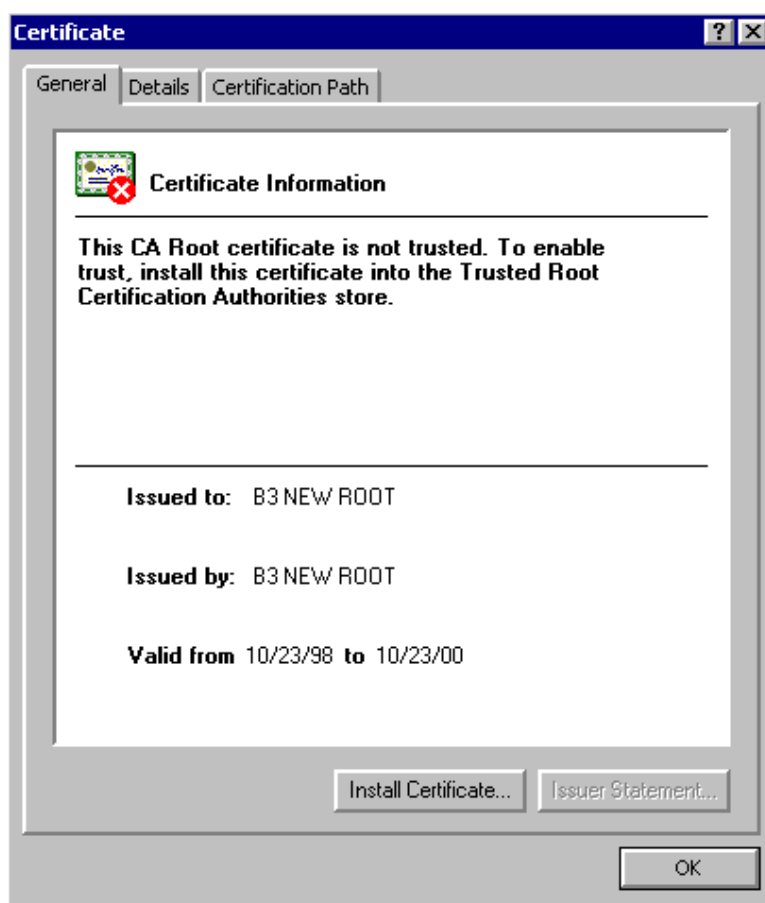 Certificate
General Details Certification Path
Certificate Information
This CA Root certificate is not trusted. To enable
trust, install this certificate into the Trusted Root
Certification Authorities store.
Issued to: B3 NEW ROOT
Issued by: B3 NEW ROOT
Valid from 10/23/98 to 10/23/00
Install Certificate... Issuer Statement...
OK